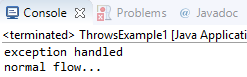 Console Problems @ Javadoc
<terminated> ThrowsExample1 [Java Applicati
exception handled
normal flow...